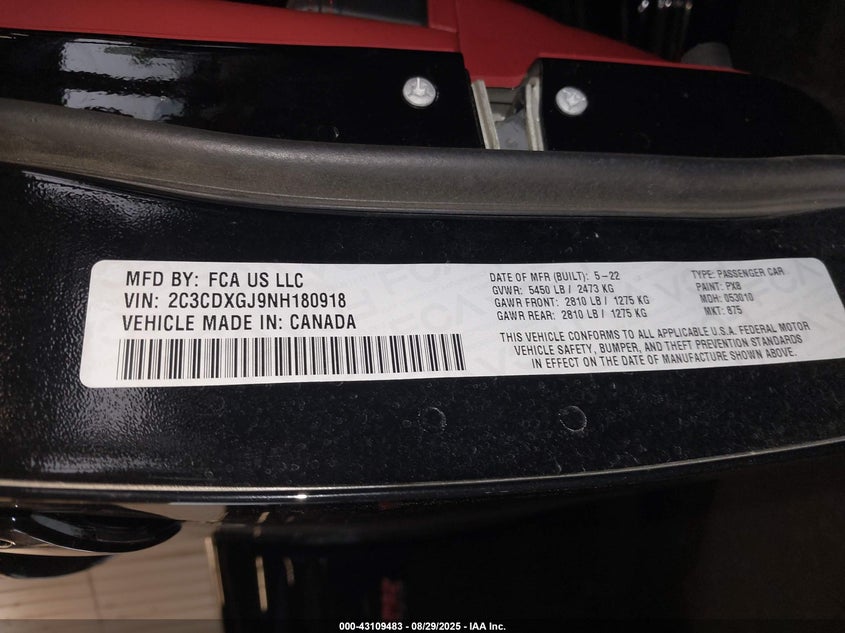 MFD BY: FCA US LLC
VIN: 2C3CDXGJ9NH180918
VEHICLE MADE IN: CANADA
DATE OF MFR (BUILT): 5-22
GVWR: 5450 LB / 2473 KG
GAWR FRONT: 2810 LB / 1275 KG
GAWR REAR: 2810 LB / 1275 KG
TYPE: PASSENGER CAR
PAINT: PX8
MDH: 053010
MKT: 875
THIS VEHICLE CONFORMS TO ALL APPLICABLE U.S.A. FEDERAL MOTOR
VEHICLE SAFETY, BUMPER, AND THEFT PREVENTION STANDARDS
IN EFFECT ON THE DATE OF MANUFACTURE SHOWN ABOVE.
000-43109483 - 08/29/2025 - IAA Inc.